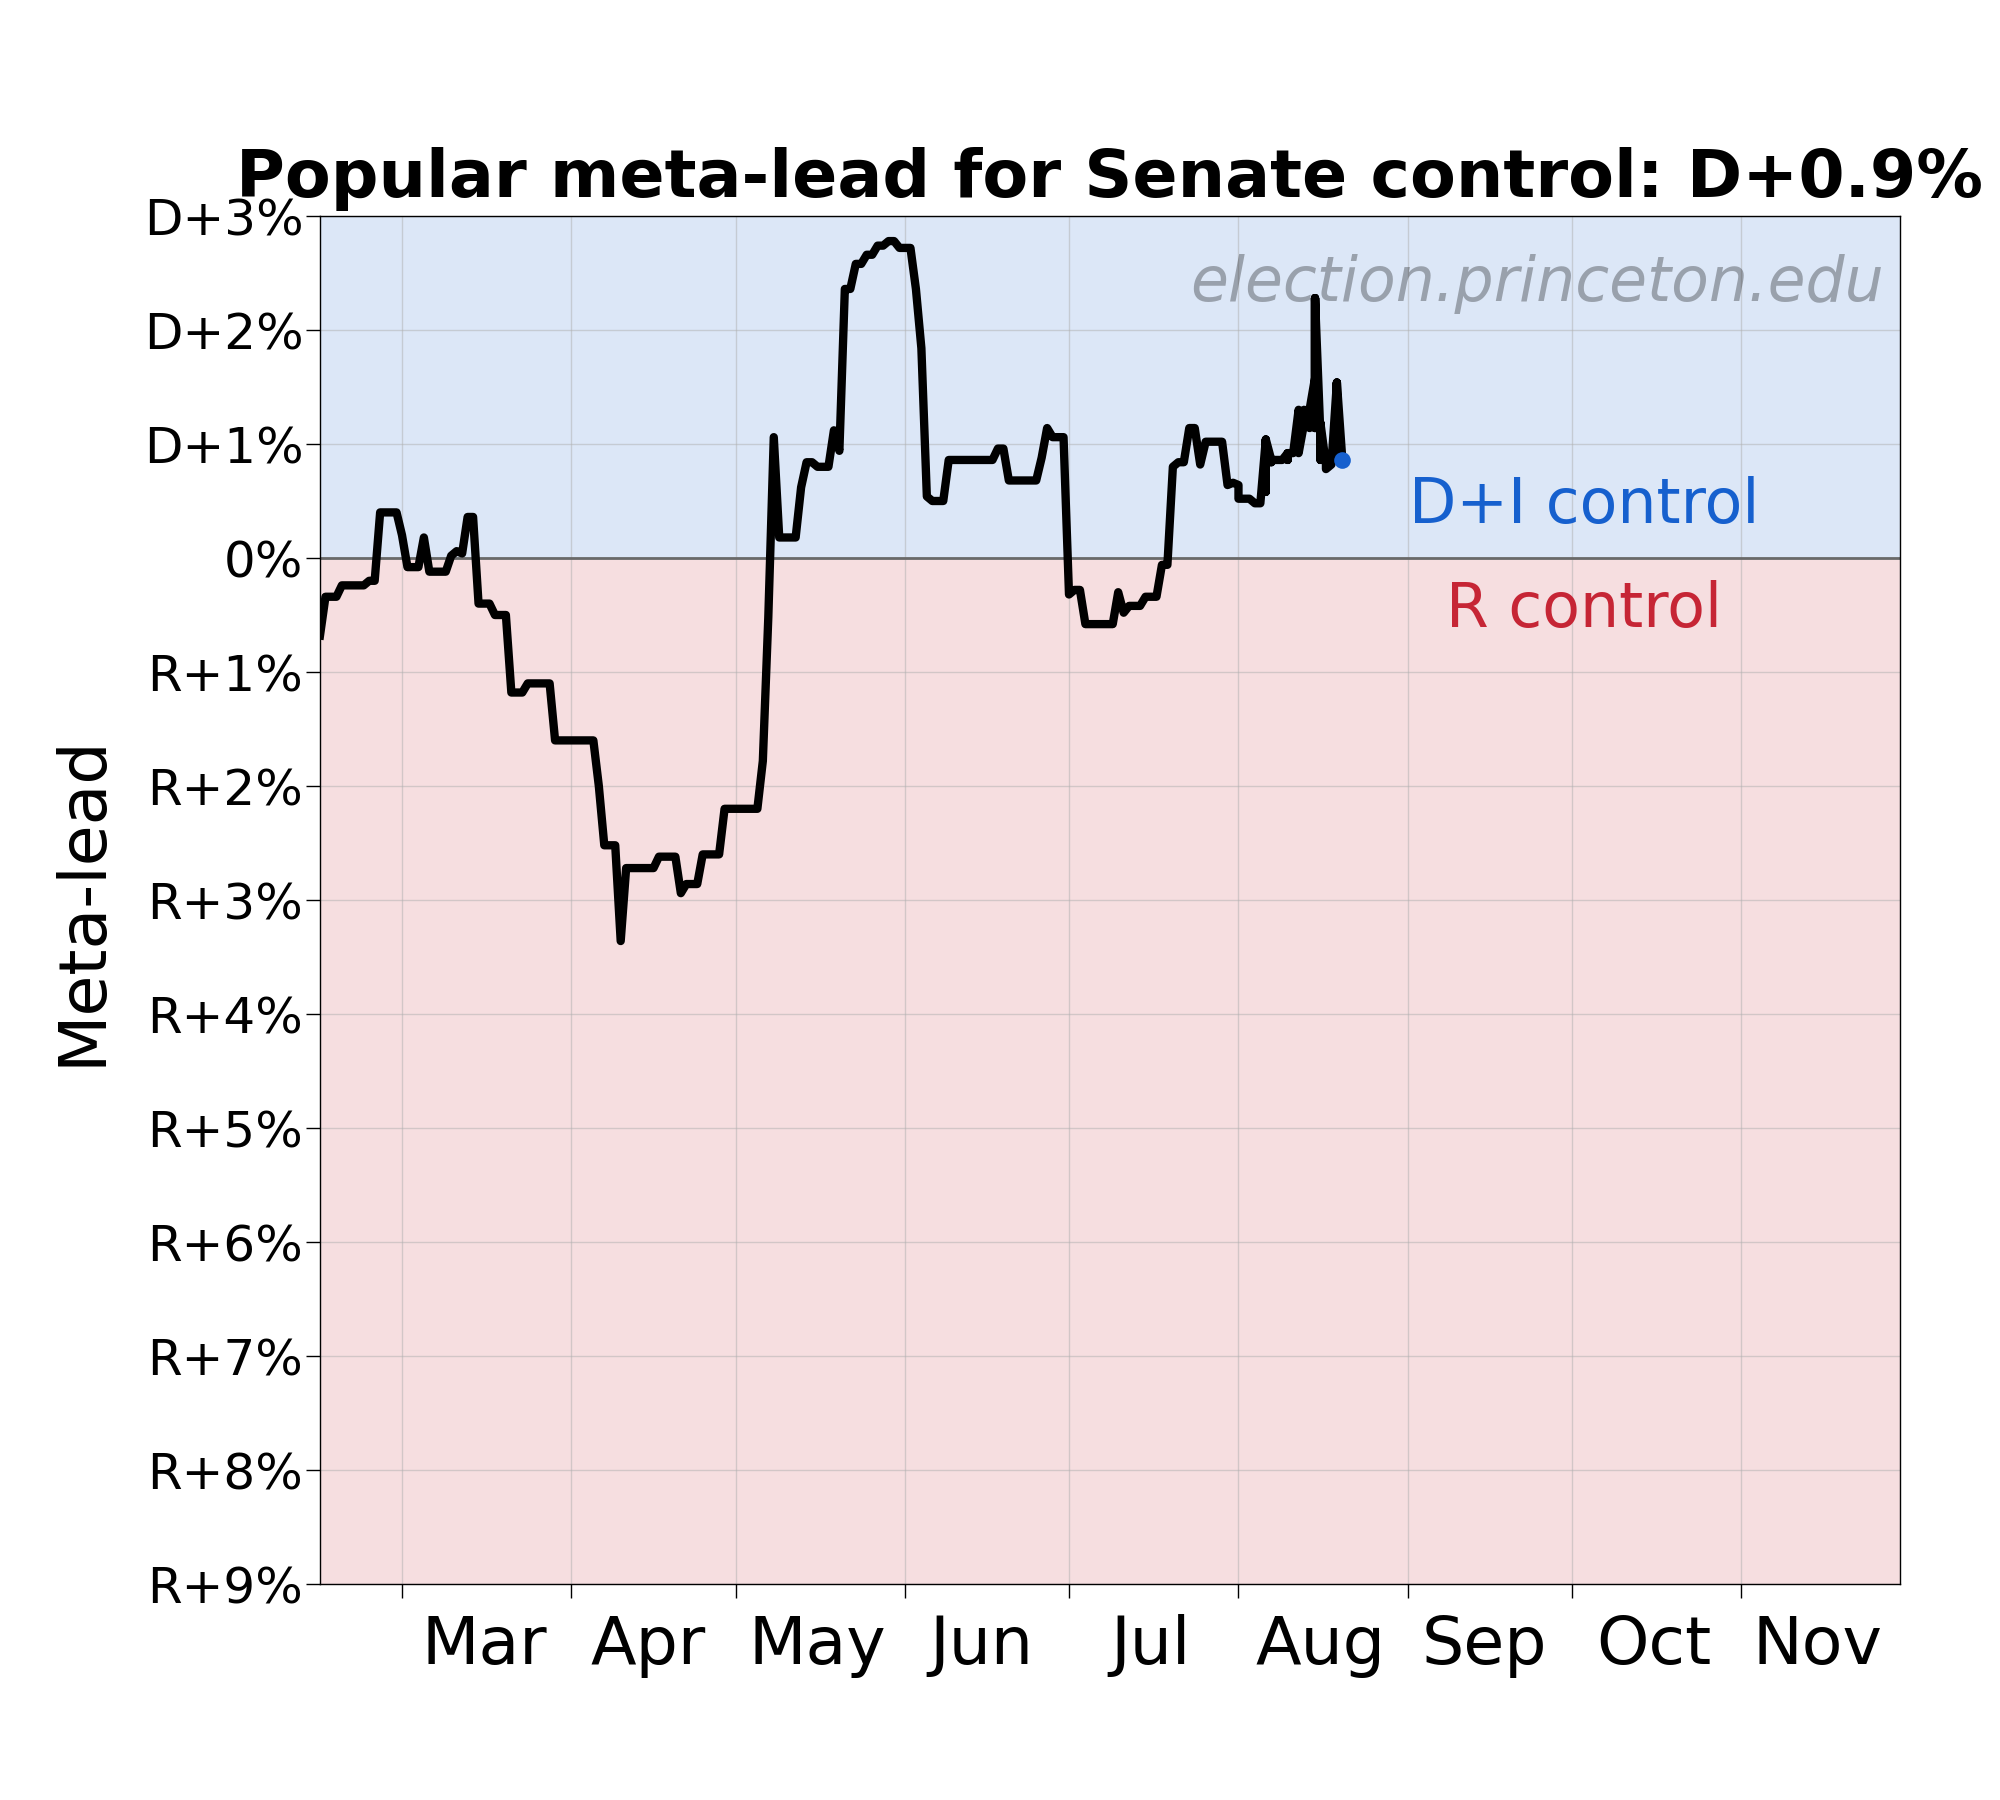 Popular meta-lead for Senate control: D+0.9%
D+3%
election.princeton.edu
D+2%
D+1%
D+I control
0%
R control
R+1%
R+2%
Meta-lead
R+3%
R+4%
R+5%
R+6%
R+7%
R+8%
R+9%
Mar Apr May Jun Jul Aug Sep Oct Nov